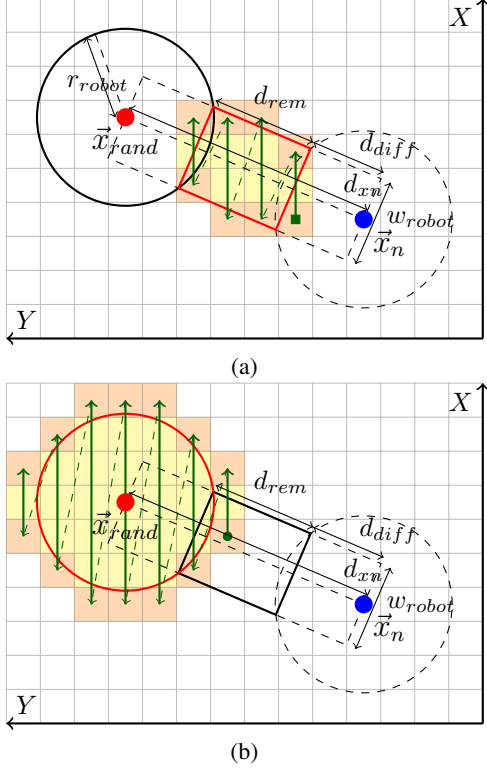 X
r_robot
d_rem
x⃗_rand
d_diff
d_xn
w_robot
x⃗_n
Y
(a)
X
d_rem
x⃗_rand
d_diff
d_xn
w_robot
x⃗_n
Y
(b)